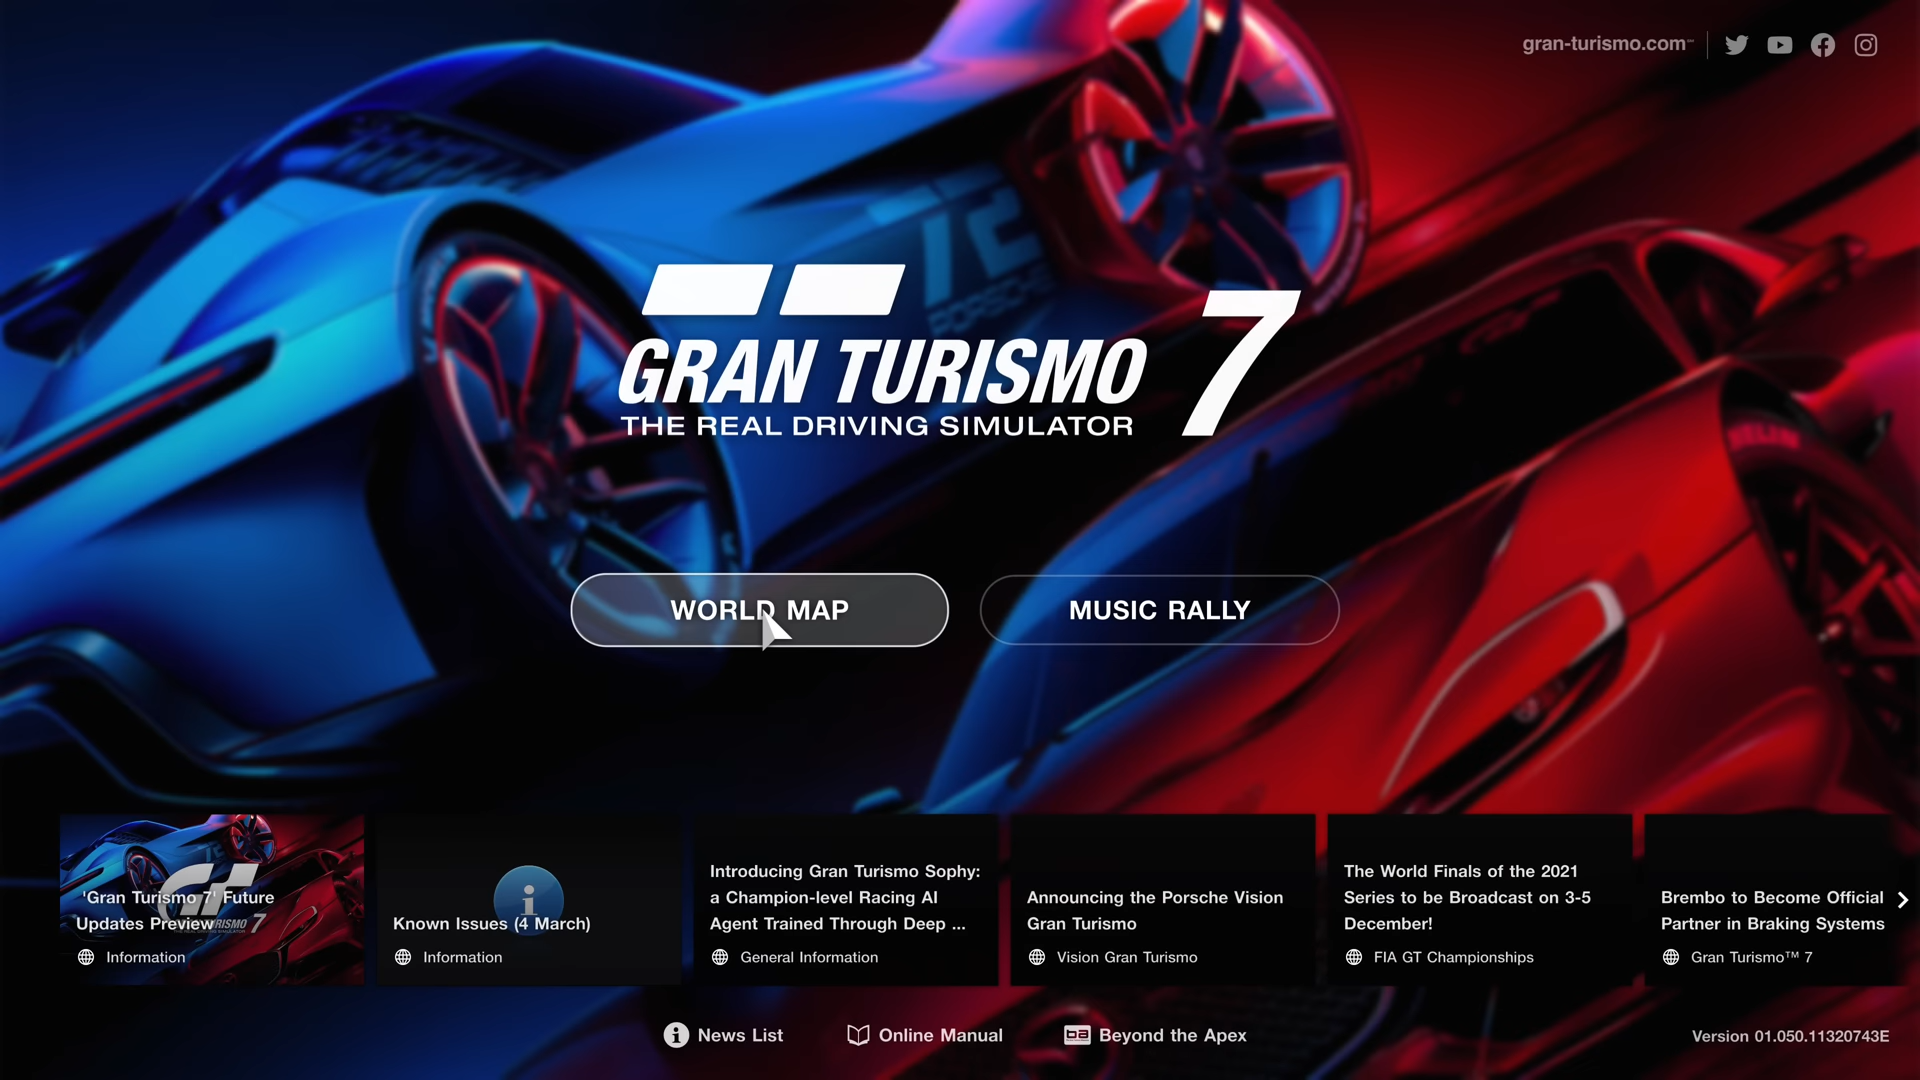 gran-turismo.com
72
PORSCHE
GRAN TURISMO 7
THE REAL DRIVING SIMULATOR
WORLD MAP
MUSIC RALLY
'Gran Turismo 7' Future
Updates Preview
Information
Known Issues (4 March)
Information
Introducing Gran Turismo Sophy:
a Champion-level Racing AI
Agent Trained Through Deep ...
General Information
Announcing the Porsche Vision
Gran Turismo
Vision Gran Turismo
The World Finals of the 2021
Series to be Broadcast on 3-5
December!
FIA GT Championships
Brembo to Become Official
Partner in Braking Systems
Gran Turismo™ 7
News List
Online Manual
Beyond the Apex
Version 01.050.11320743E